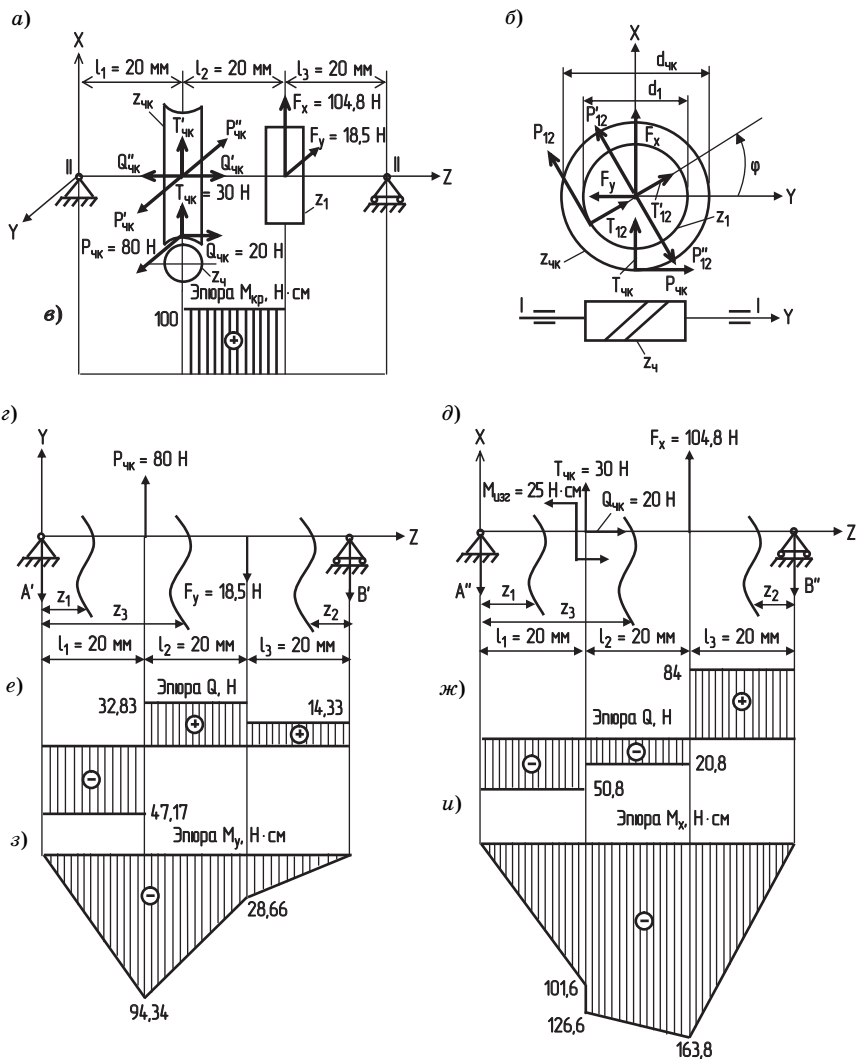 а)
X
l₁ = 20 мм
l₂ = 20 мм
l₃ = 20 мм
zчк
T′чк
P″чк
Fx = 104,8 Н
Fy = 18,5 Н
II
Q″чк
Q′чк
II
Z
Tчк = 30 Н
z₁
Y
P′чк
Pчк = 80 Н
Qчк = 20 Н
zч
в)
Эпюра Mкр, Н·см
100
+
б)
X
dчк
d₁
P′₁₂
P₁₂
Fx
φ
Fy
Y
T′₁₂
T₁₂
z₁
zчк
P″₁₂
Tчк
Pчк
I
I
Y
zч
г)
Y
Pчк = 80 Н
Z
A′
Fy = 18,5 Н
B′
z₁
z₂
z₃
l₁ = 20 мм
l₂ = 20 мм
l₃ = 20 мм
е)
Эпюра Q, Н
32,83
14,33
+
+
−
47,17
з)
Эпюра My, Н·см
−
28,66
94,34
д)
X
Fx = 104,8 Н
Tчк = 30 Н
Mизг = 25 Н·см
Qчк = 20 Н
Z
A″
B″
z₁
z₂
z₃
l₁ = 20 мм
l₂ = 20 мм
l₃ = 20 мм
ж)
84
Эпюра Q, Н
+
−
−
20,8
50,8
и)
Эпюра Mx, Н·см
−
101,6
126,6
163,8